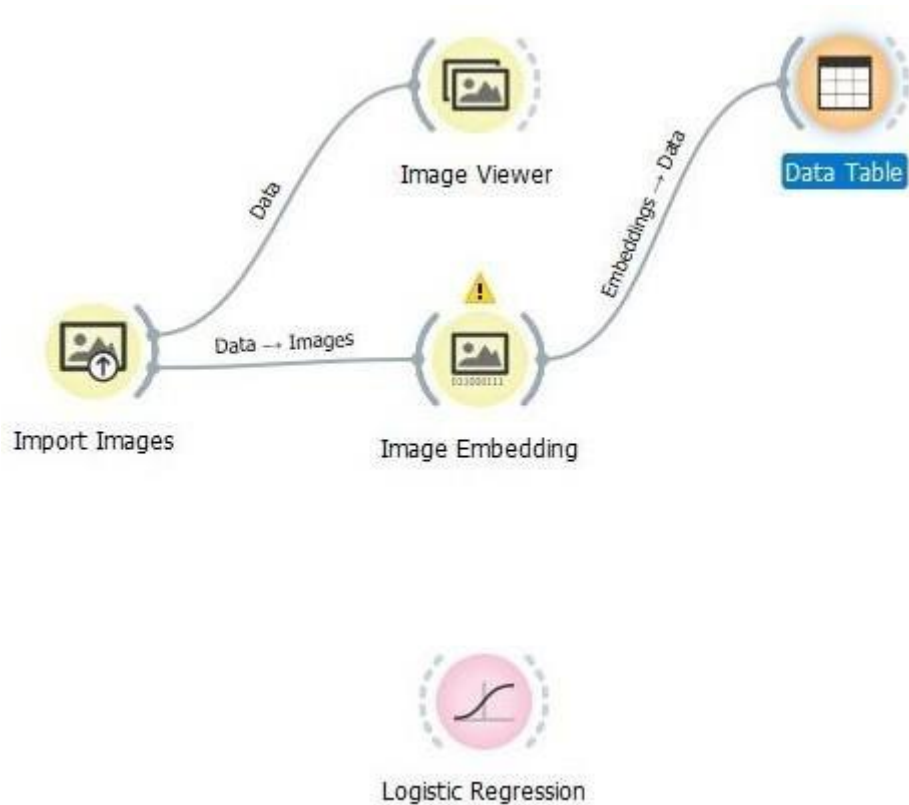 Image Viewer
Data Table
Data
Embeddings → Data
!
Data → Images
Import Images
Image Embedding
Logistic Regression